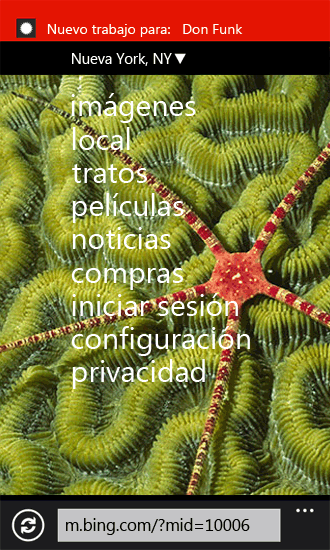 Nuevo trabajo para: Don Funk
Nueva York, NY▼
imágenes
local
tratos
películas
noticias
compras
iniciar sesión
configuración
privacidad
m.bing.com/?mid=10006